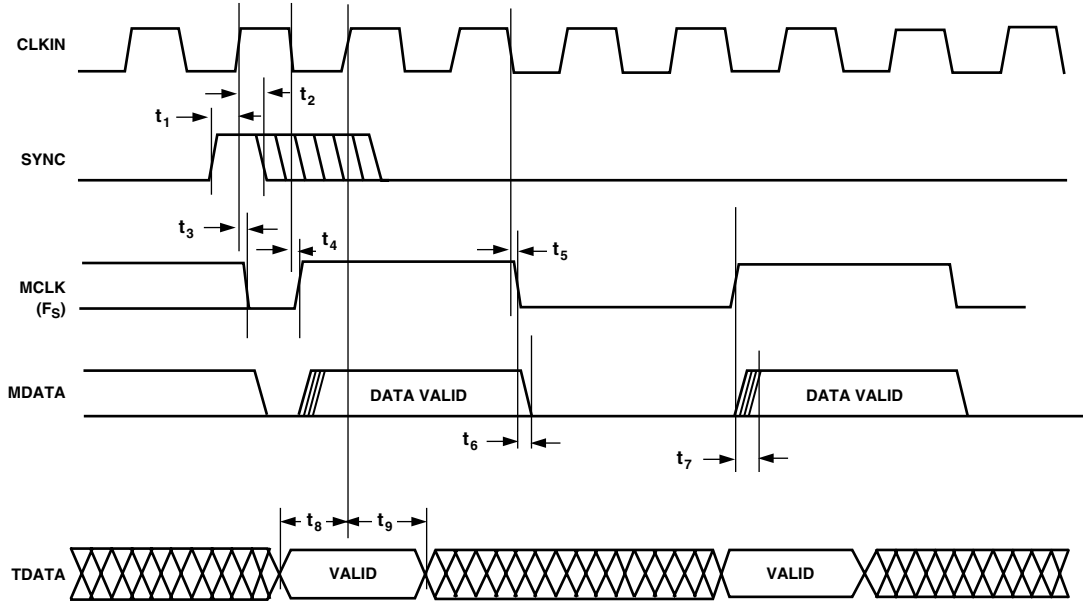 CLKIN
t2
t1
SYNC
t3
t4
t5
MCLK
(FS)
MDATA
DATA VALID
DATA VALID
t6
t7
t8
t9
TDATA
VALID
VALID